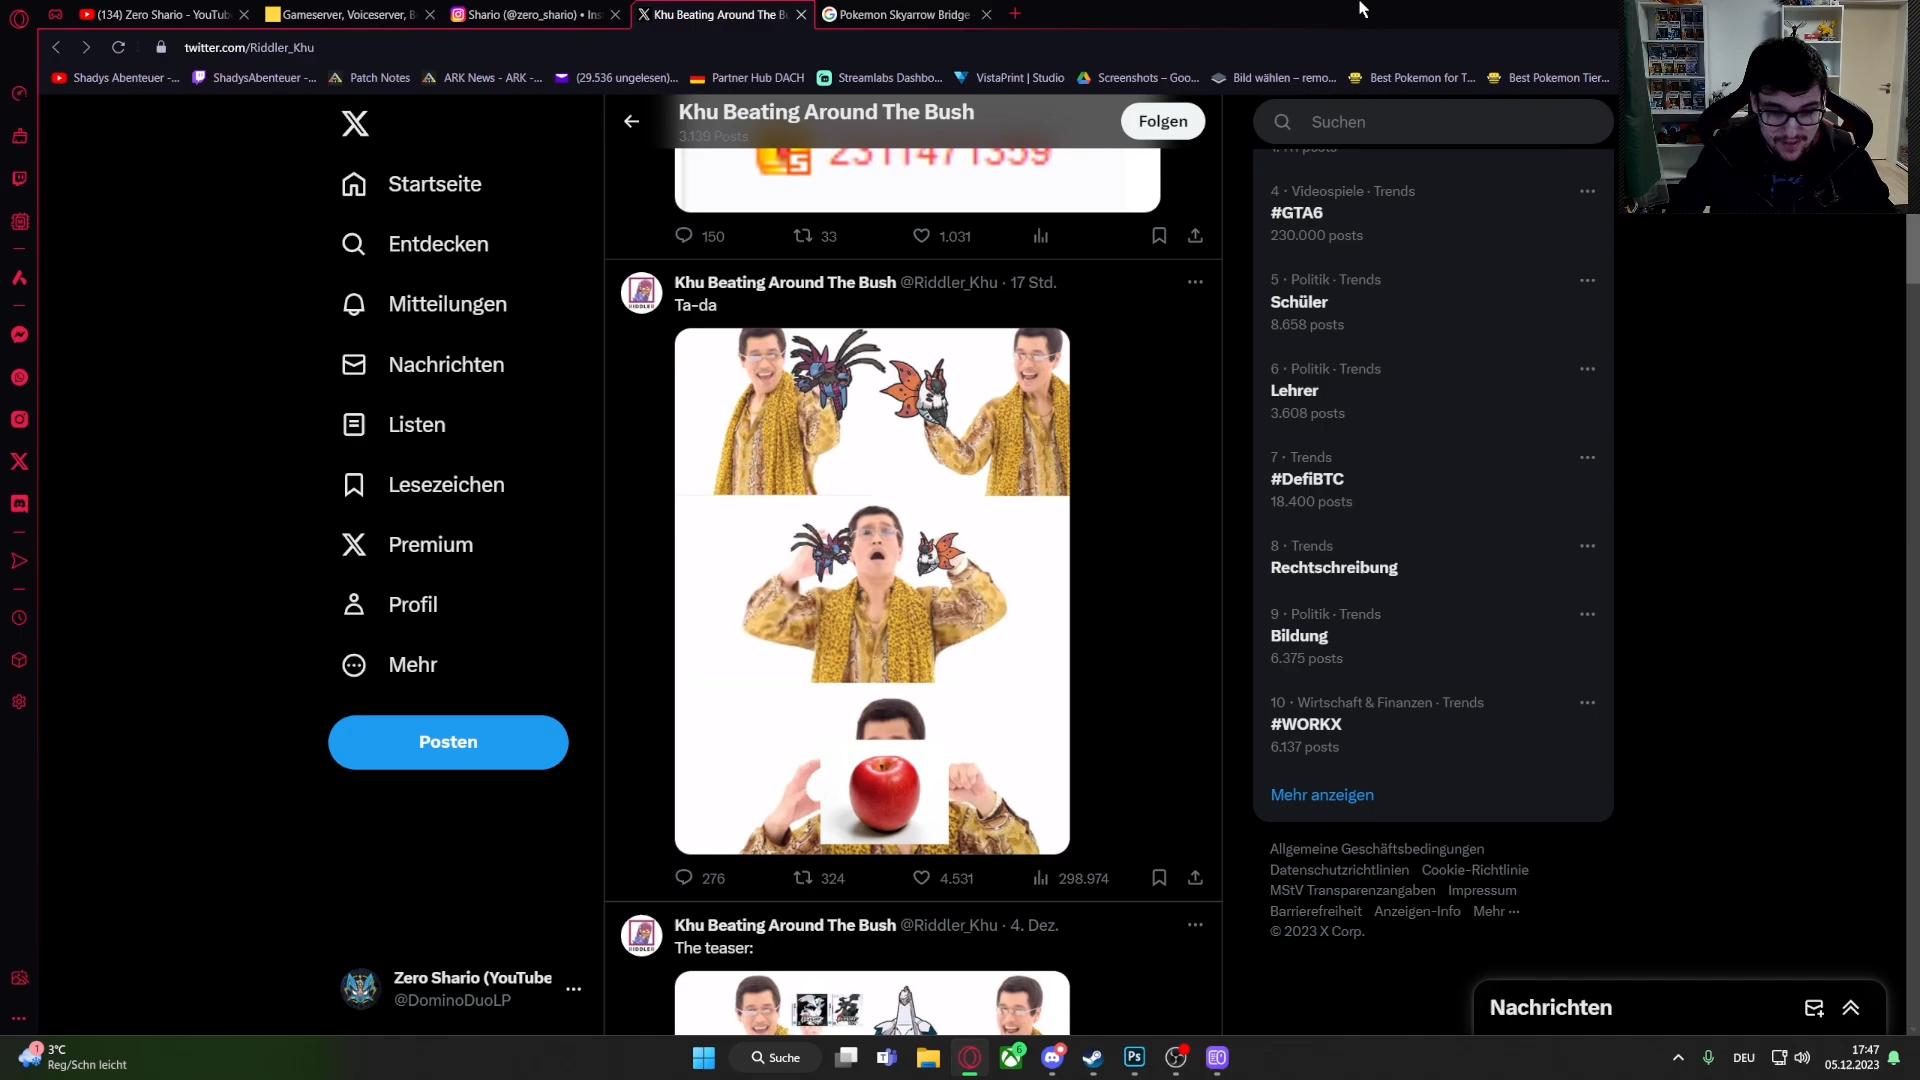 (134) Zero Shario - YouTub
Gameserver, Voiceserver, B
Shario (@zero_shario) • Ins
Khu Beating Around The B
Pokemon Skyarrow Bridge
twitter.com/Riddler_Khu
Shadys Abenteuer -...
ShadysAbenteuer -...
Patch Notes
ARK News - ARK -...
(29.536 ungelesen)...
Partner Hub DACH
Streamlabs Dashbo...
VistaPrint | Studio
Screenshots – Goo...
Bild wählen – remo...
Best Pokemon for T...
Best Pokemon Tier...
Startseite
Entdecken
Mitteilungen
Nachrichten
Listen
Lesezeichen
Premium
Profil
Mehr
Posten
Zero Shario (YouTube
@DominoDuoLP
Khu Beating Around The Bush
3.139 Posts
Folgen
2311471359
150
33
1.031
Khu Beating Around The Bush @Riddler_Khu · 17 Std.
Ta-da
276
324
4.531
298.974
Khu Beating Around The Bush @Riddler_Khu · 4. Dez.
The teaser:
Suchen
4 · Videospiele · Trends
#GTA6
230.000 posts
5 · Politik · Trends
Schüler
8.658 posts
6 · Politik · Trends
Lehrer
3.608 posts
7 · Trends
#DefiBTC
18.400 posts
8 · Trends
Rechtschreibung
9 · Politik · Trends
Bildung
6.375 posts
10 · Wirtschaft & Finanzen · Trends
#WORKX
6.137 posts
Mehr anzeigen
Allgemeine Geschäftsbedingungen
Datenschutzrichtlinien Cookie-Richtlinie
MStV Transparenzangaben Impressum
Barrierefreiheit Anzeigen-Info Mehr ···
© 2023 X Corp.
Nachrichten
1
3°C
Reg/Schn leicht
Suche
6
Ps
DEU
17:47
05.12.2023